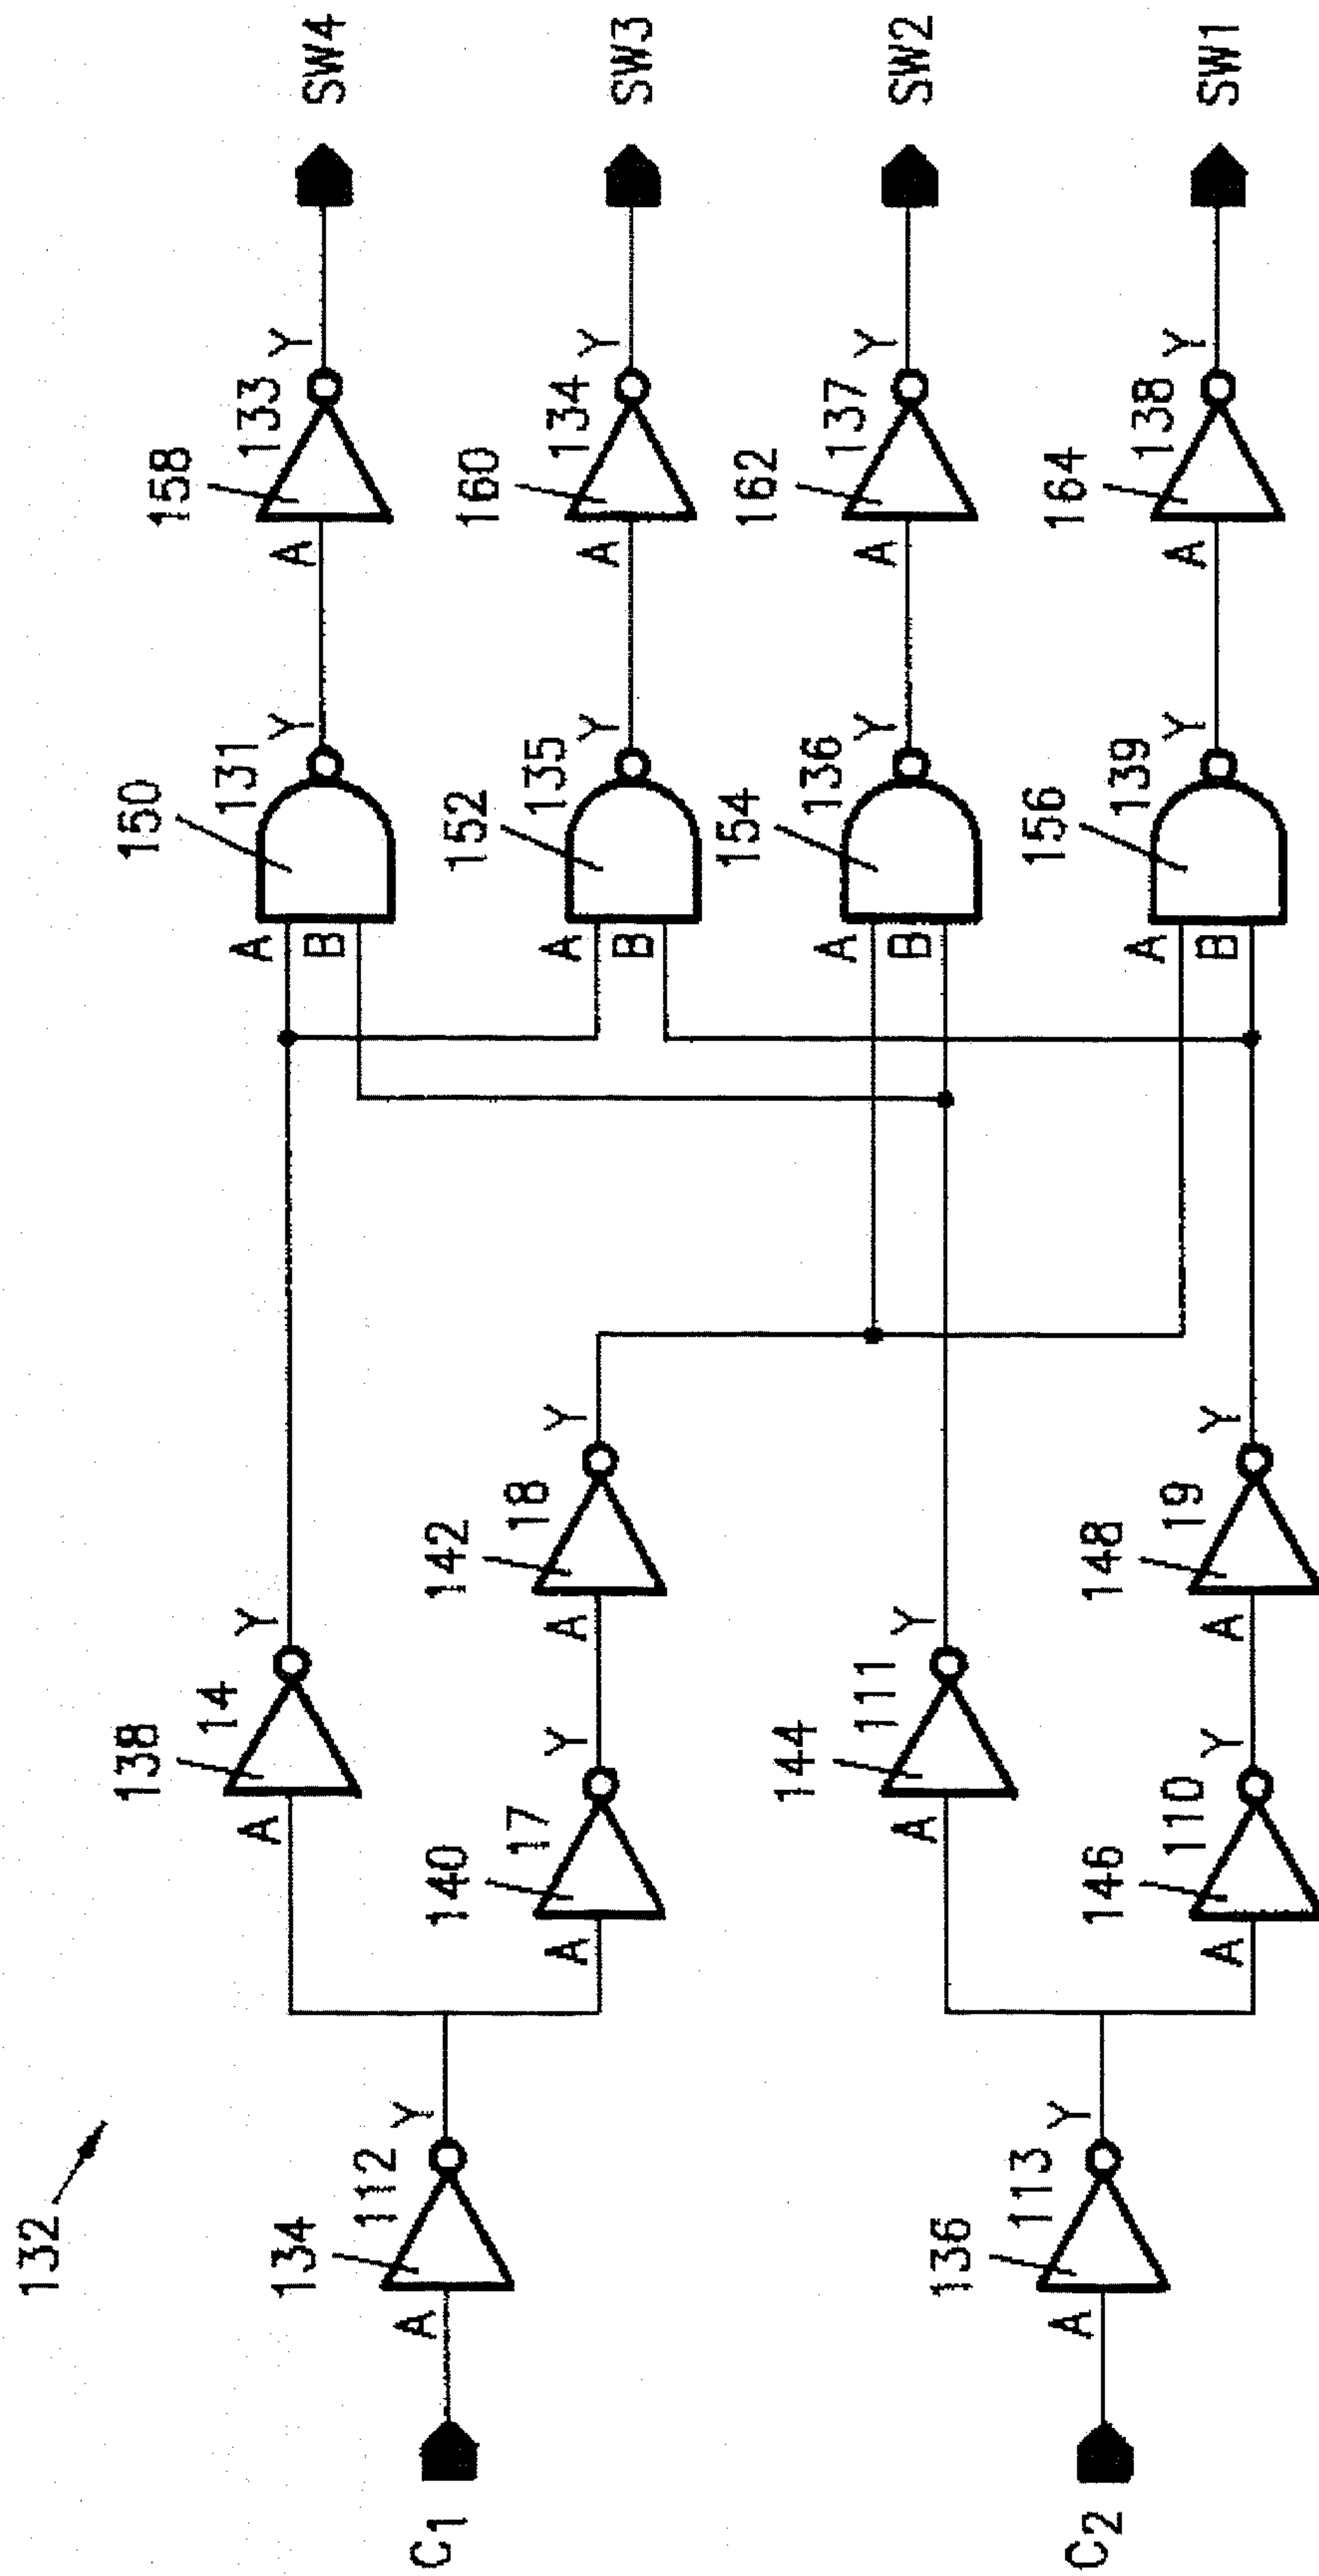 132
C1
A
134
112
Y
A
138
14
Y
A
140
17
Y
A
142
18
Y
C2
A
136
113
Y
A
144
111
Y
A
146
110
Y
A
148
19
Y
A
B
150
131
Y
A
158
133
Y
SW4
A
B
152
135
Y
A
160
134
Y
SW3
A
B
154
136
Y
A
162
137
Y
SW2
A
B
156
139
Y
A
164
138
Y
SW1